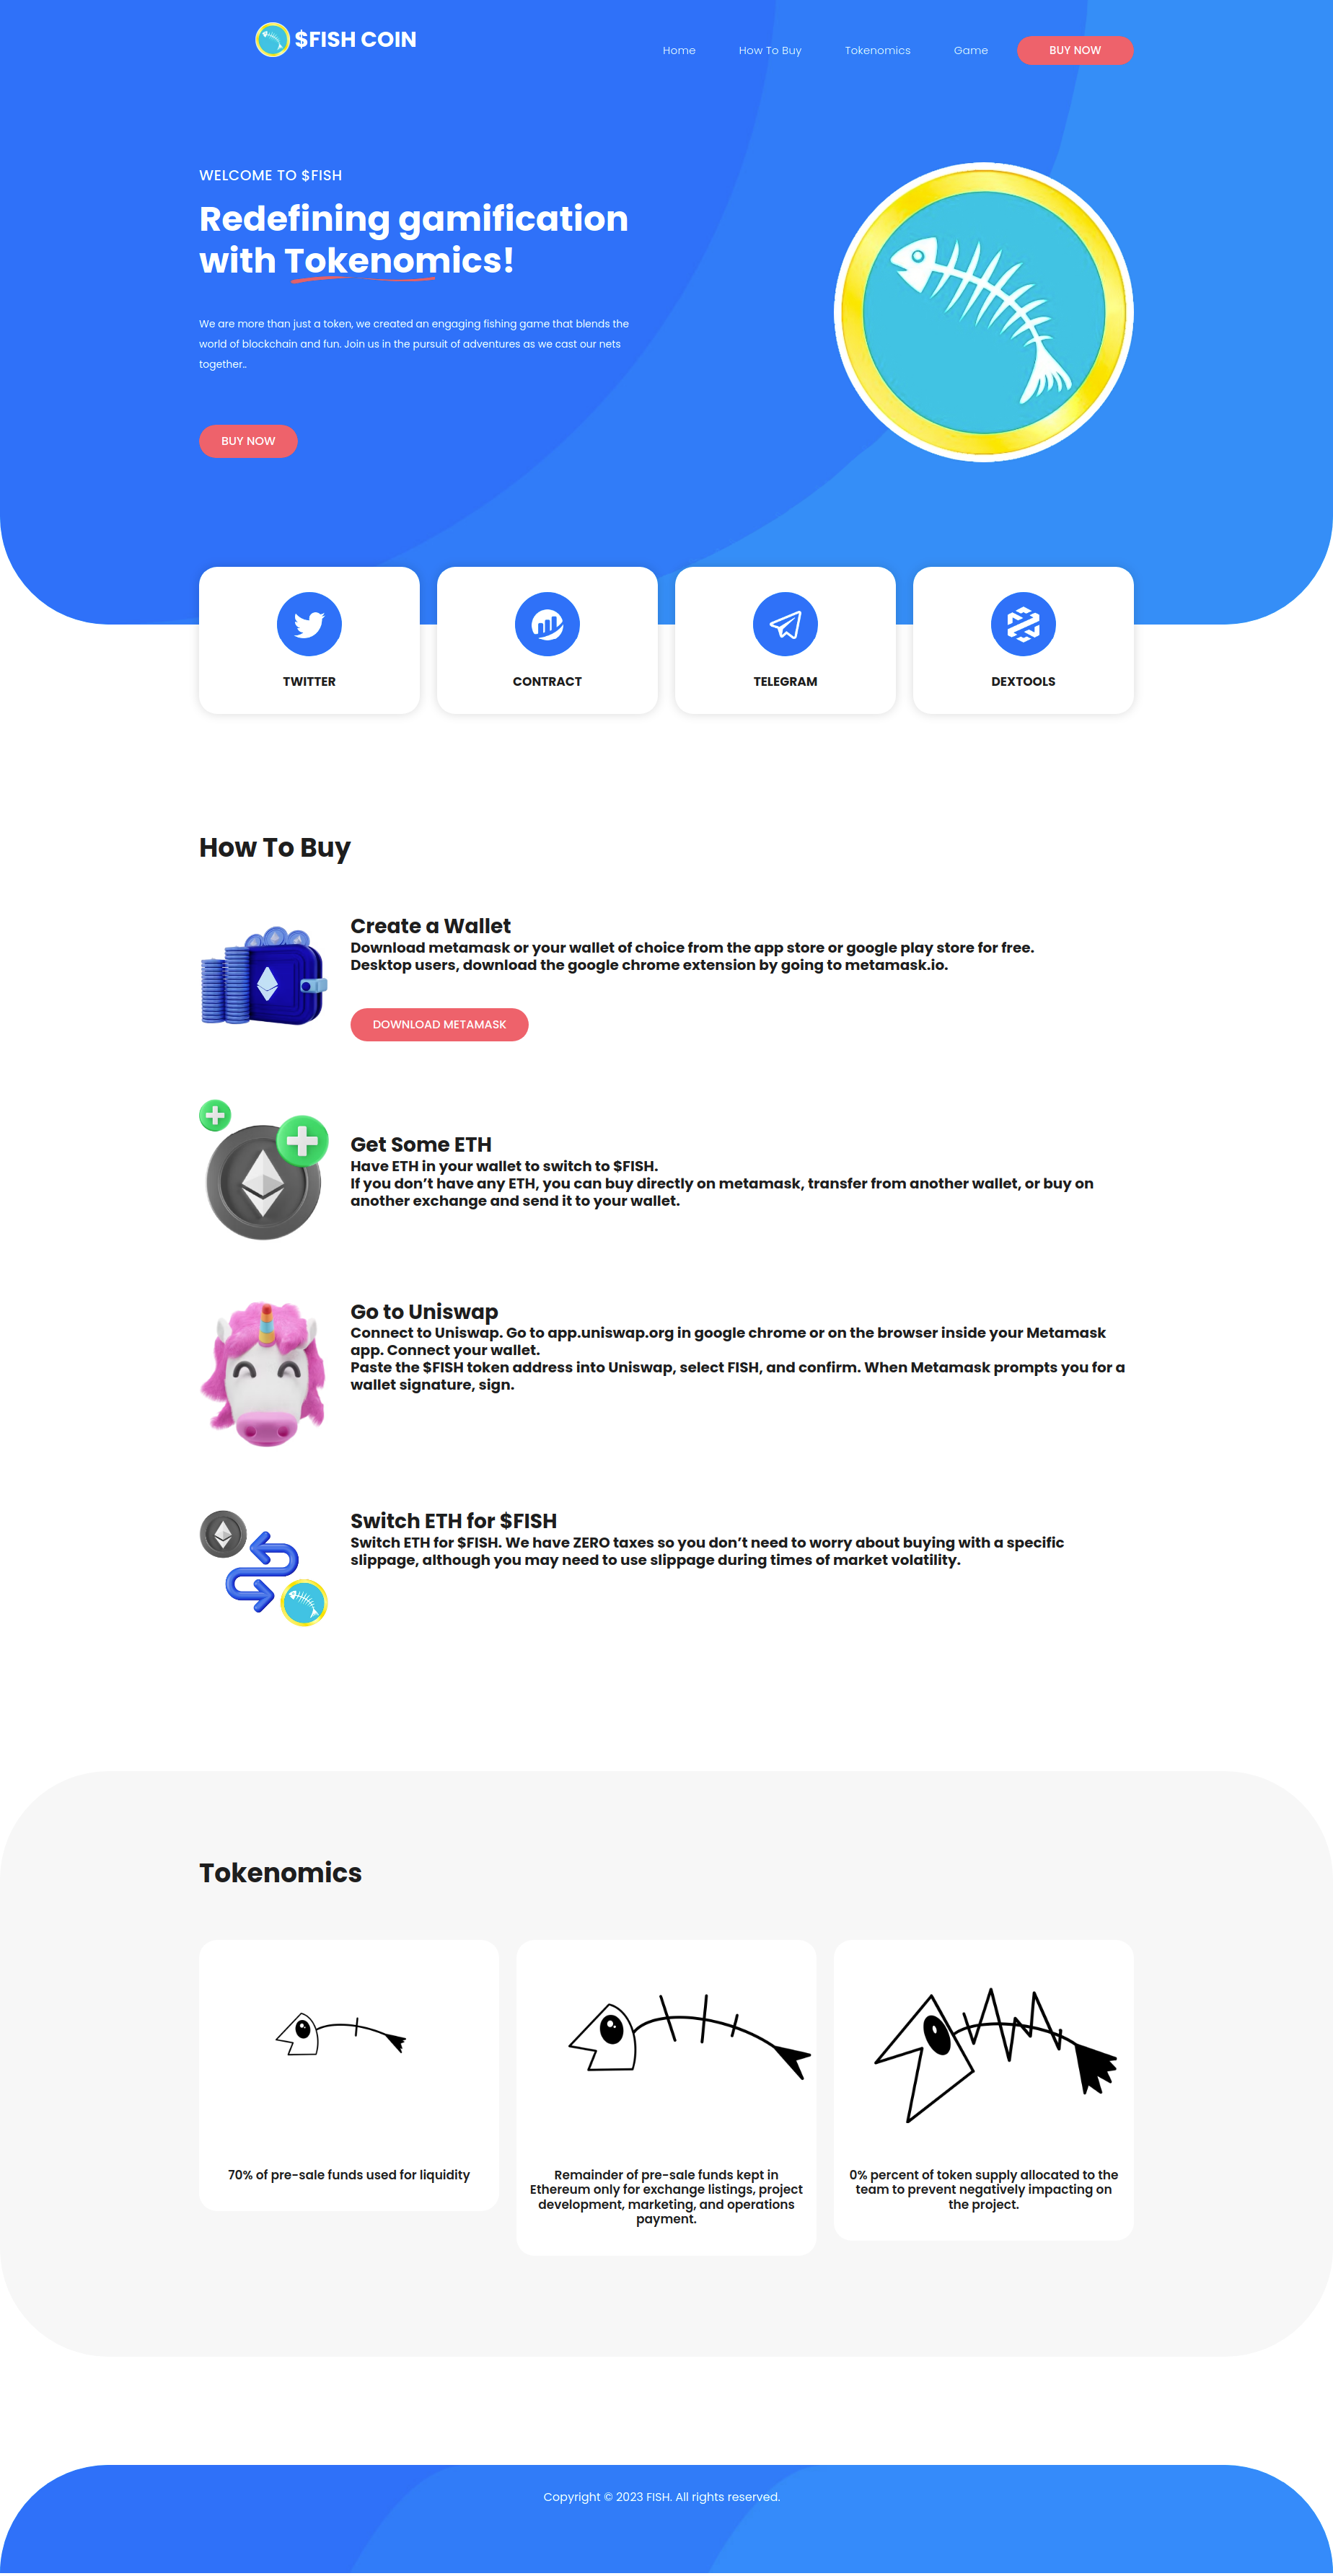 $FISH COIN
Home
How To Buy
Tokenomics
Game
BUY NOW
WELCOME TO $FISH
Redefining gamification
with Tokenomics!
We are more than just a token, we created an engaging fishing game that blends the
world of blockchain and fun. Join us in the pursuit of adventures as we cast our nets
together..
BUY NOW
TWITTER
CONTRACT
TELEGRAM
DEXTOOLS
How To Buy
Create a Wallet
Download metamask or your wallet of choice from the app store or google play store for free.
Desktop users, download the google chrome extension by going to metamask.io.
DOWNLOAD METAMASK
Get Some ETH
Have ETH in your wallet to switch to $FISH.
If you don’t have any ETH, you can buy directly on metamask, transfer from another wallet, or buy on
another exchange and send it to your wallet.
Go to Uniswap
Connect to Uniswap. Go to app.uniswap.org in google chrome or on the browser inside your Metamask
app. Connect your wallet.
Paste the $FISH token address into Uniswap, select FISH, and confirm. When Metamask prompts you for a
wallet signature, sign.
Switch ETH for $FISH
Switch ETH for $FISH. We have ZERO taxes so you don’t need to worry about buying with a specific
slippage, although you may need to use slippage during times of market volatility.
Tokenomics
70% of pre-sale funds used for liquidity
Remainder of pre-sale funds kept in
Ethereum only for exchange listings, project
development, marketing, and operations
payment.
0% percent of token supply allocated to the
team to prevent negatively impacting on
the project.
Copyright © 2023 FISH. All rights reserved.